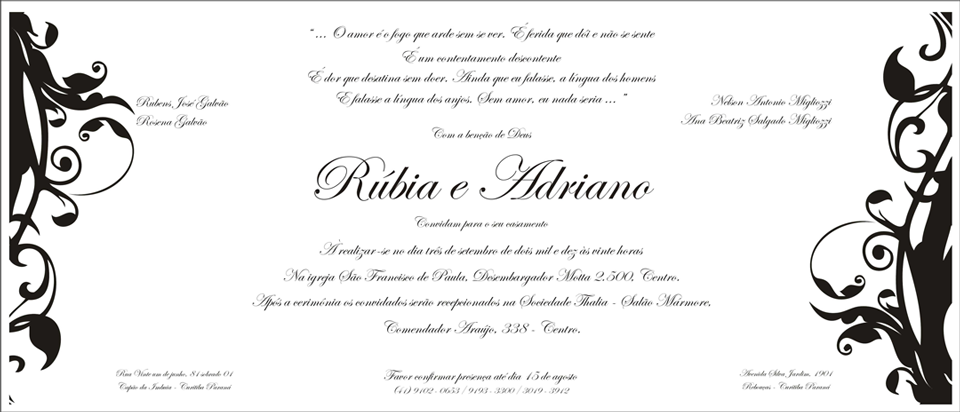 "... O amor é o fogo que arde sem se ver. É ferida que dói e não se sente
É um contentamento descontente
É dor que desatina sem doer. Ainda que eu falasse, a língua dos homens
E falasse a língua dos anjos. Sem amor, eu nada seria ... "
Rubens José Galvão
Rosena Galvão
Nelson Antonio Migliozzi
Ana Beatriz Salgado Migliozzi
Com a benção de Deus
Rúbia e Adriano
Convidam para o seu casamento
À realizar-se no dia três de setembro de dois mil e dez às vinte horas
Na igreja São Francisco de Paula, Desembargador Motta 2.500, Centro.
Após a cerimónia os convidados serão recepcionados na Sociedade Thalia - Salão Marmore,
Comendador Araújo, 338 - Centro.
Rua Vinte um de junho, 81 sobrado 01
Capão da Imbuia - Curitiba Paraná
Favor confirmar presença até dia 15 de agosto
(41) 9102 - 0653 / 9193 - 3300 / 3019 - 3912
Avenida Silva Jardim, 1901
Rebouças - Curitiba Paraná